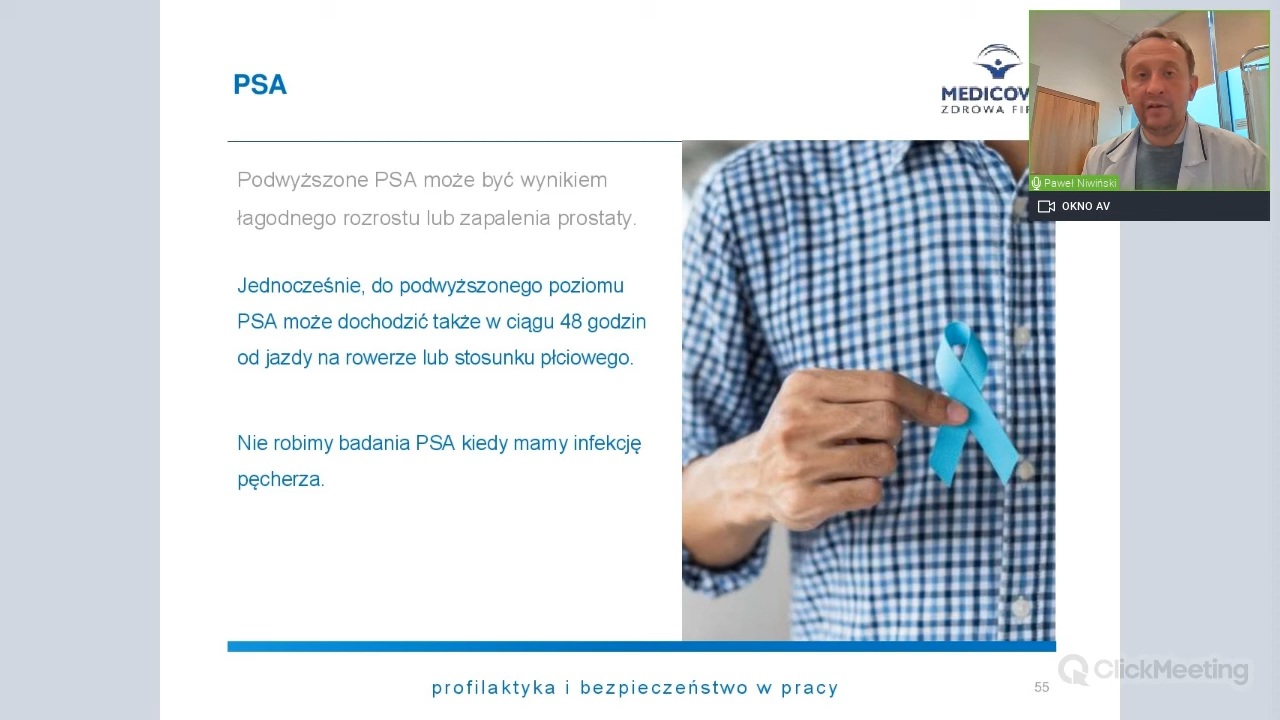 PSA
MEDICOV
ZDROWA FIR
Paweł Niwiński
OKNO AV
Podwyższone PSA może być wynikiem
łagodnego rozrostu lub zapalenia prostaty.
Jednocześnie, do podwyższonego poziomu
PSA może dochodzić także w ciągu 48 godzin
od jazdy na rowerze lub stosunku płciowego.
Nie robimy badania PSA kiedy mamy infekcję
pęcherza.
profilaktyka i bezpieczeństwo w pracy
55
ClickMeeting